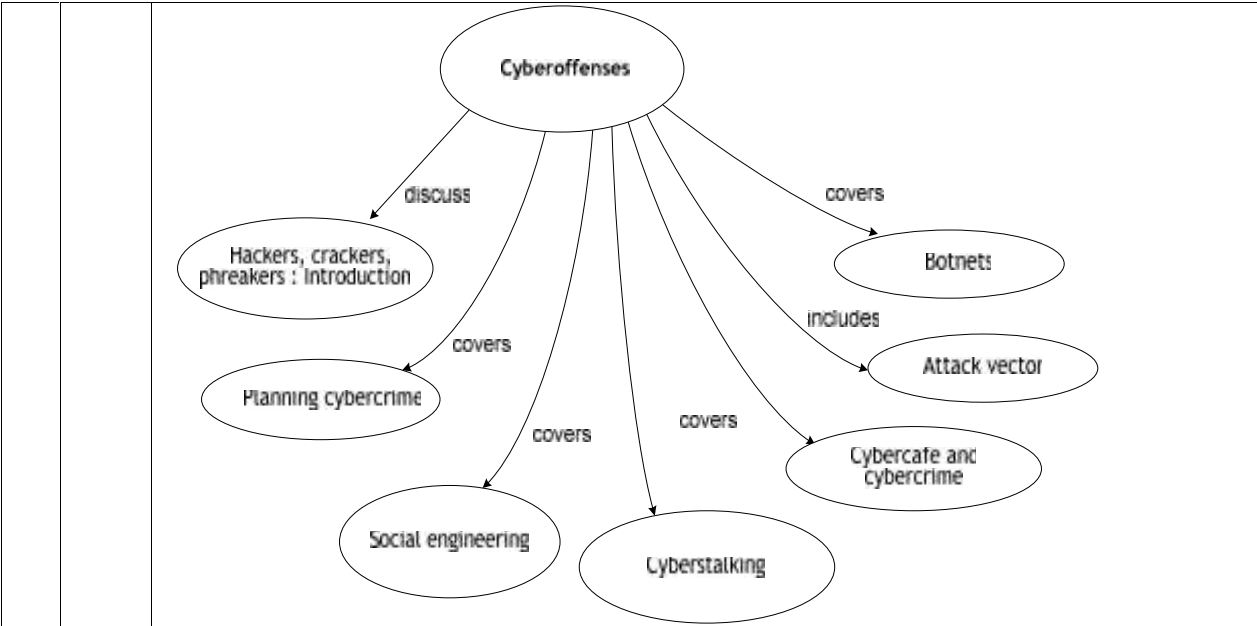 Cyberoffenses
discuss
covers
Hackers, crackers,
phreakers : Introduction
Botnets
includes
covers
Attack vector
Planning cybercrime
covers
covers
Cybercafe and
cybercrime
Social engineering
Cyberstalking